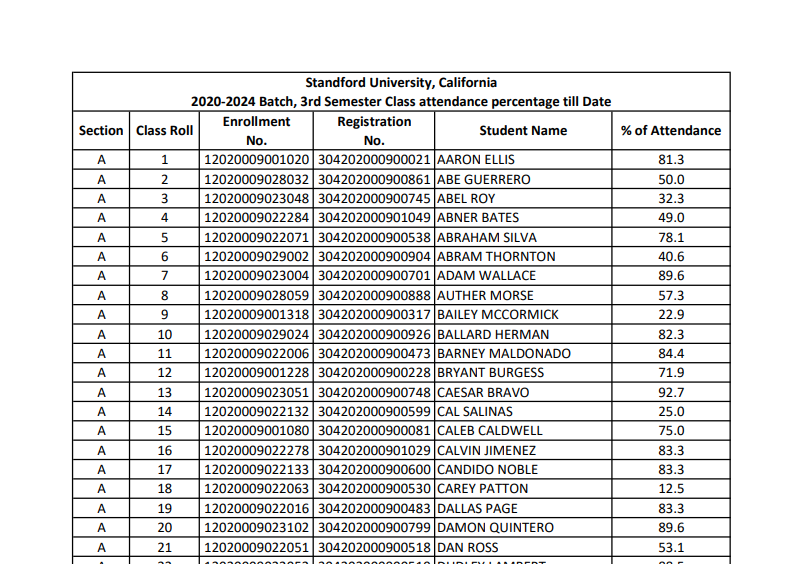 Standford University, California
2020-2024 Batch, 3rd Semester Class attendance percentage till Date
Section Class Roll Enrollment No. Registration No. Student Name % of Attendance
A 1 12020009001020 304202000900021 AARON ELLIS 81.3
A 2 12020009028032 304202000900861 ABE GUERRERO 50.0
A 3 12020009023048 304202000900745 ABEL ROY 32.3
A 4 12020009022284 304202000901049 ABNER BATES 49.0
A 5 12020009022071 304202000900538 ABRAHAM SILVA 78.1
A 6 12020009029002 304202000900904 ABRAM THORNTON 40.6
A 7 12020009023004 304202000900701 ADAM WALLACE 89.6
A 8 12020009028059 304202000900888 AUTHER MORSE 57.3
A 9 12020009001318 304202000900317 BAILEY MCCORMICK 22.9
A 10 12020009029024 304202000900926 BALLARD HERMAN 82.3
A 11 12020009022006 304202000900473 BARNEY MALDONADO 84.4
A 12 12020009001228 304202000900228 BRYANT BURGESS 71.9
A 13 12020009023051 304202000900748 CAESAR BRAVO 92.7
A 14 12020009022132 304202000900599 CAL SALINAS 25.0
A 15 12020009001080 304202000900081 CALEB CALDWELL 75.0
A 16 12020009022278 304202000901029 CALVIN JIMENEZ 83.3
A 17 12020009022133 304202000900600 CANDIDO NOBLE 83.3
A 18 12020009022063 304202000900530 CAREY PATTON 12.5
A 19 12020009022016 304202000900483 DALLAS PAGE 83.3
A 20 12020009023102 304202000900799 DAMON QUINTERO 89.6
A 21 12020009022051 304202000900518 DAN ROSS 53.1